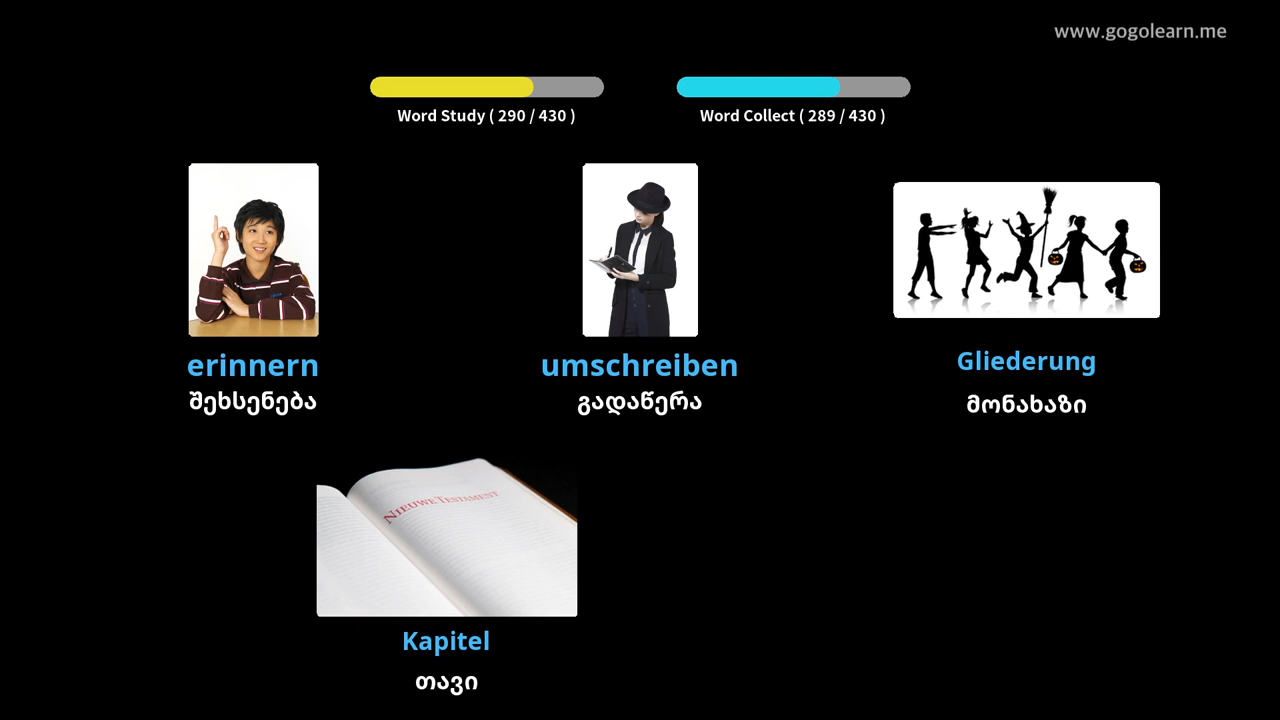 www.gogolearn.me
Word Study ( 290 / 430 )
Word Collect ( 289 / 430 )
erinnern
შეხსენება
umschreiben
გადაწერა
Gliederung
მონახაზი
NIEUWE TESTAMENT
Kapitel
თავი